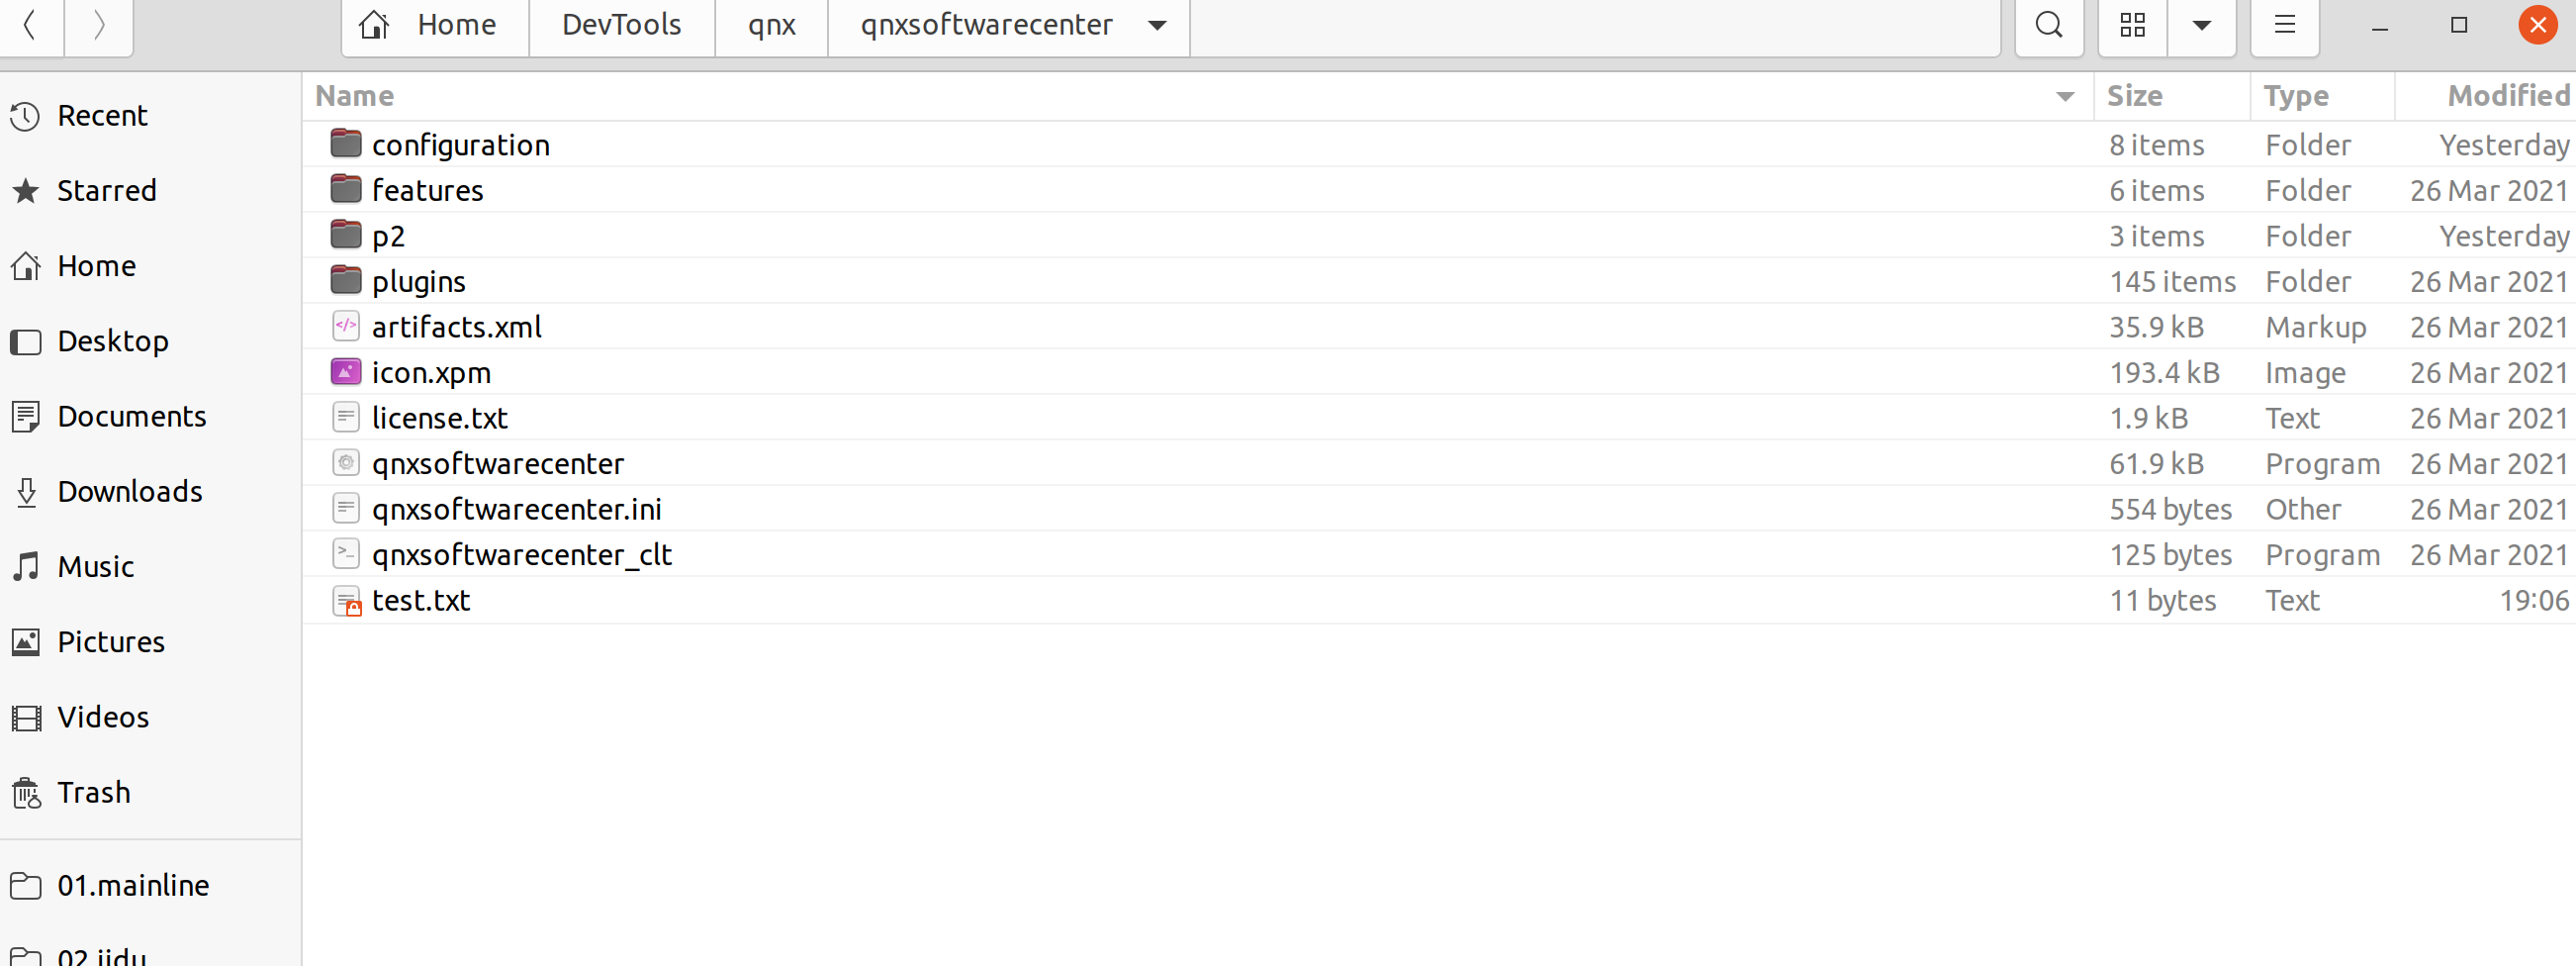 Home DevTools qnx qnxsoftwarecenter
Name Size Type Modified
Recent
Starred
Home
Desktop
Documents
Downloads
Music
Pictures
Videos
Trash
01.mainline
02.jidu
configuration 8 items Folder Yesterday
features 6 items Folder 26 Mar 2021
p2 3 items Folder Yesterday
plugins 145 items Folder 26 Mar 2021
artifacts.xml 35.9 kB Markup 26 Mar 2021
icon.xpm 193.4 kB Image 26 Mar 2021
license.txt 1.9 kB Text 26 Mar 2021
qnxsoftwarecenter 61.9 kB Program 26 Mar 2021
qnxsoftwarecenter.ini 554 bytes Other 26 Mar 2021
qnxsoftwarecenter_clt 125 bytes Program 26 Mar 2021
test.txt 11 bytes Text 19:06